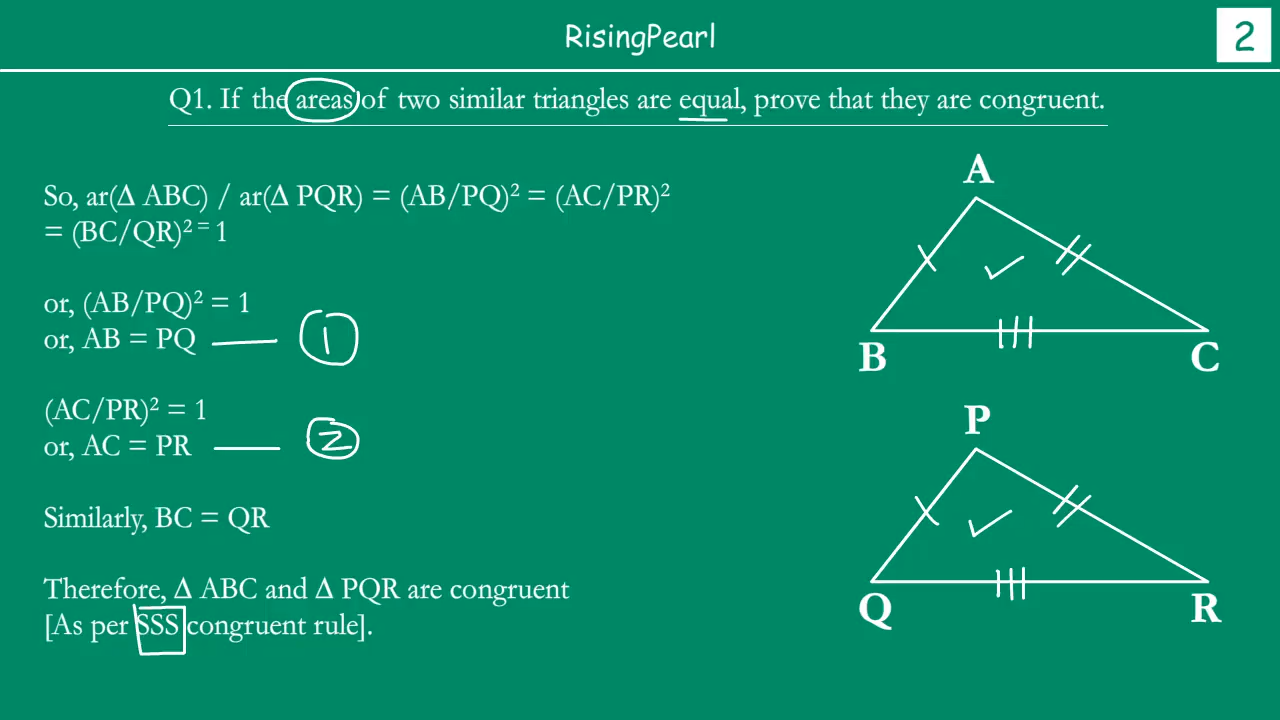 RisingPearl
2
Q1. If the areas of two similar triangles are equal, prove that they are congruent.
So, ar(Δ ABC) / ar(Δ PQR) = (AB/PQ)² = (AC/PR)²
= (BC/QR)² ⁼ 1
or, (AB/PQ)² = 1
or, AB = PQ — 1
(AC/PR)² = 1
or, AC = PR — 2
Similarly, BC = QR
Therefore, Δ ABC and Δ PQR are congruent
[As per SSS congruent rule].
A
B
C
P
Q
R